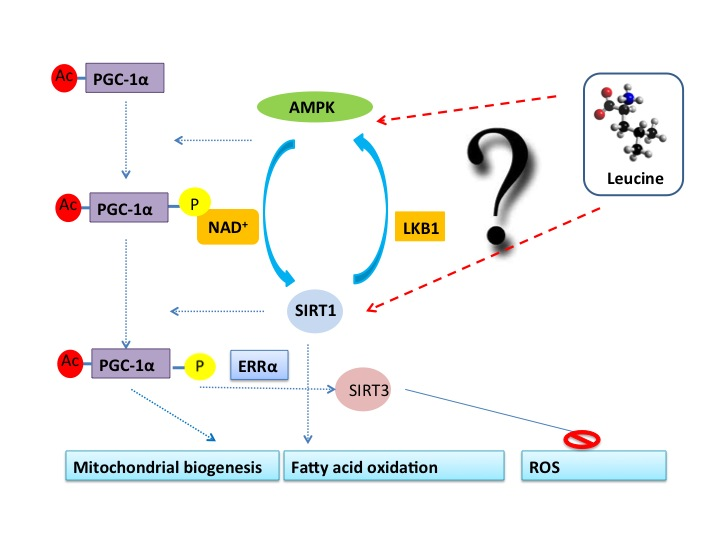 Ac
PGC-1α
AMPK
Leucine
?
Ac
PGC-1α
P
NAD+
LKB1
SIRT1
Ac
PGC-1α
P
ERRα
SIRT3
Mitochondrial biogenesis
Fatty acid oxidation
ROS